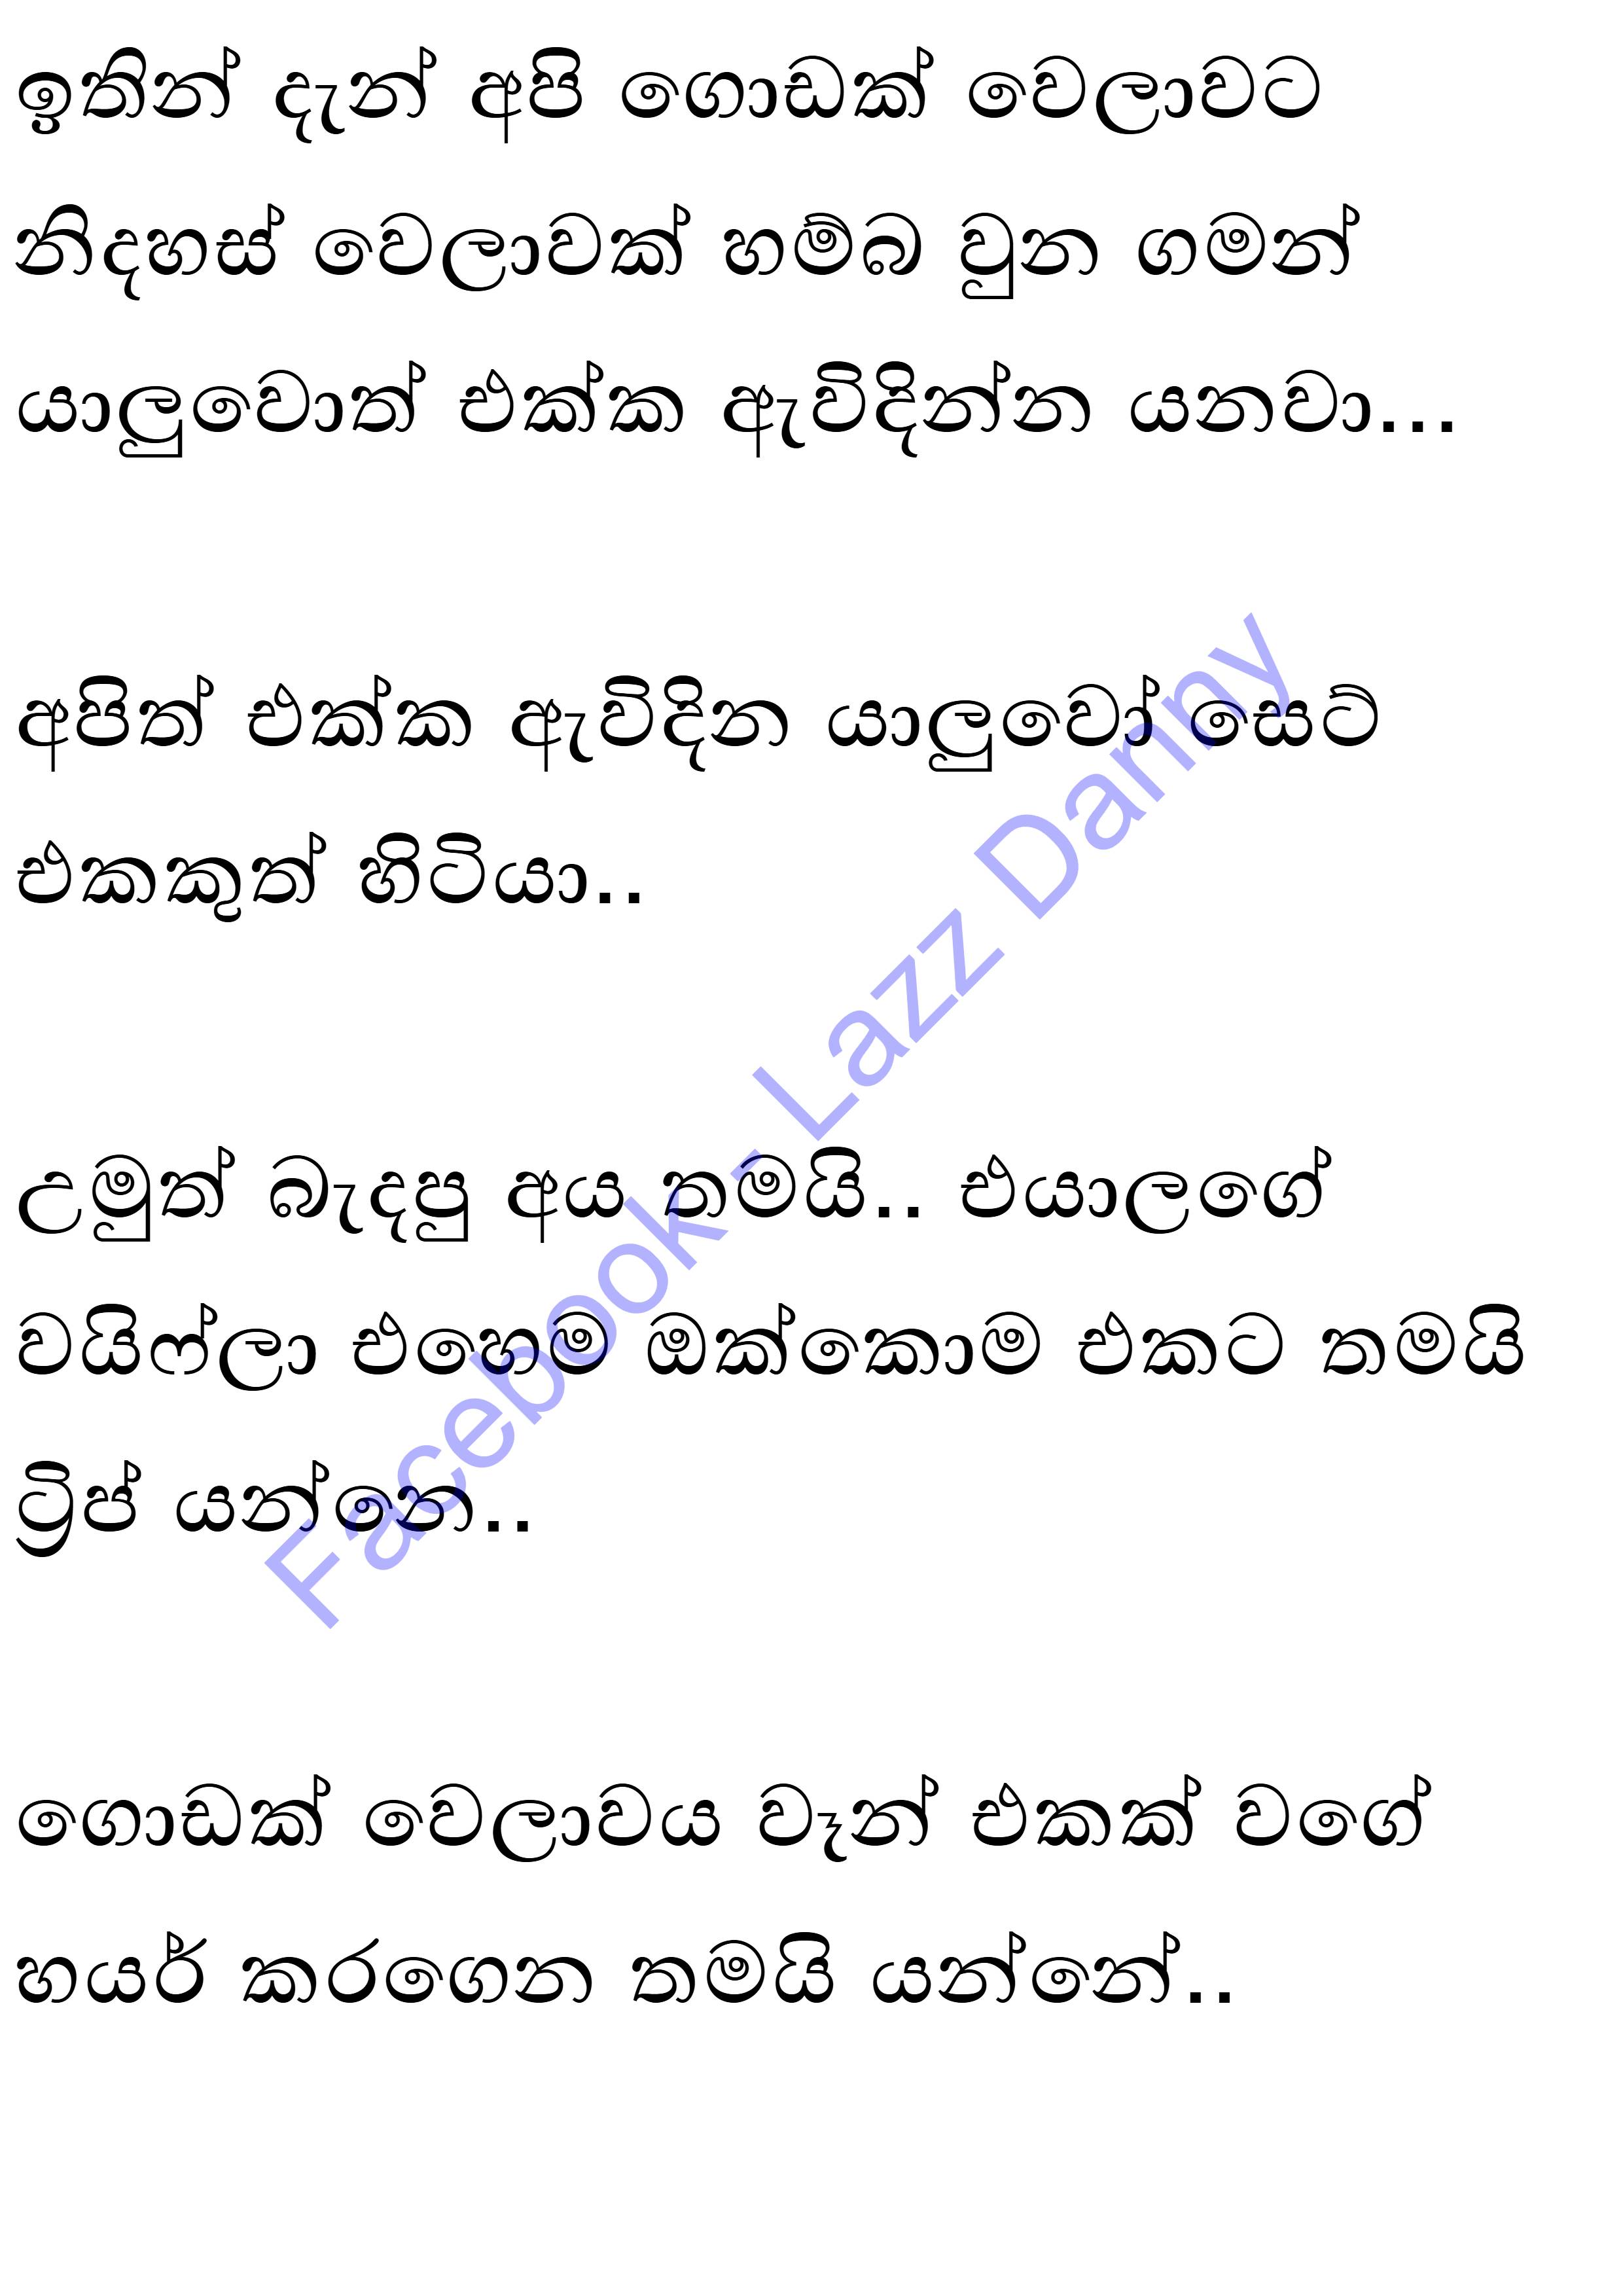 ඉතින් දැන් අපි ගොඩක් වෙලාවට
නිදහස් වෙලාවක් හම්බ වුන ගමන්
යාලුවොත් එක්ක ඇවිදින්න යනවා...
අපිත් එක්ක ඇවිදින යාලුවෝ සෙට්
එකකුත් හිටියා..
උමුත් බැදපු අය තමයි.. එයාලගේ
වයිෆ්ලා එහෙම ඔක්කොම එකට තමයි
ට්‍රිප් යන්නෙ..
ගොඩක් වෙලාවය වෑන් එකක් වගේ
හයර් කරගෙන තමයි යන්නේ..
Facebook - Lazz Danny